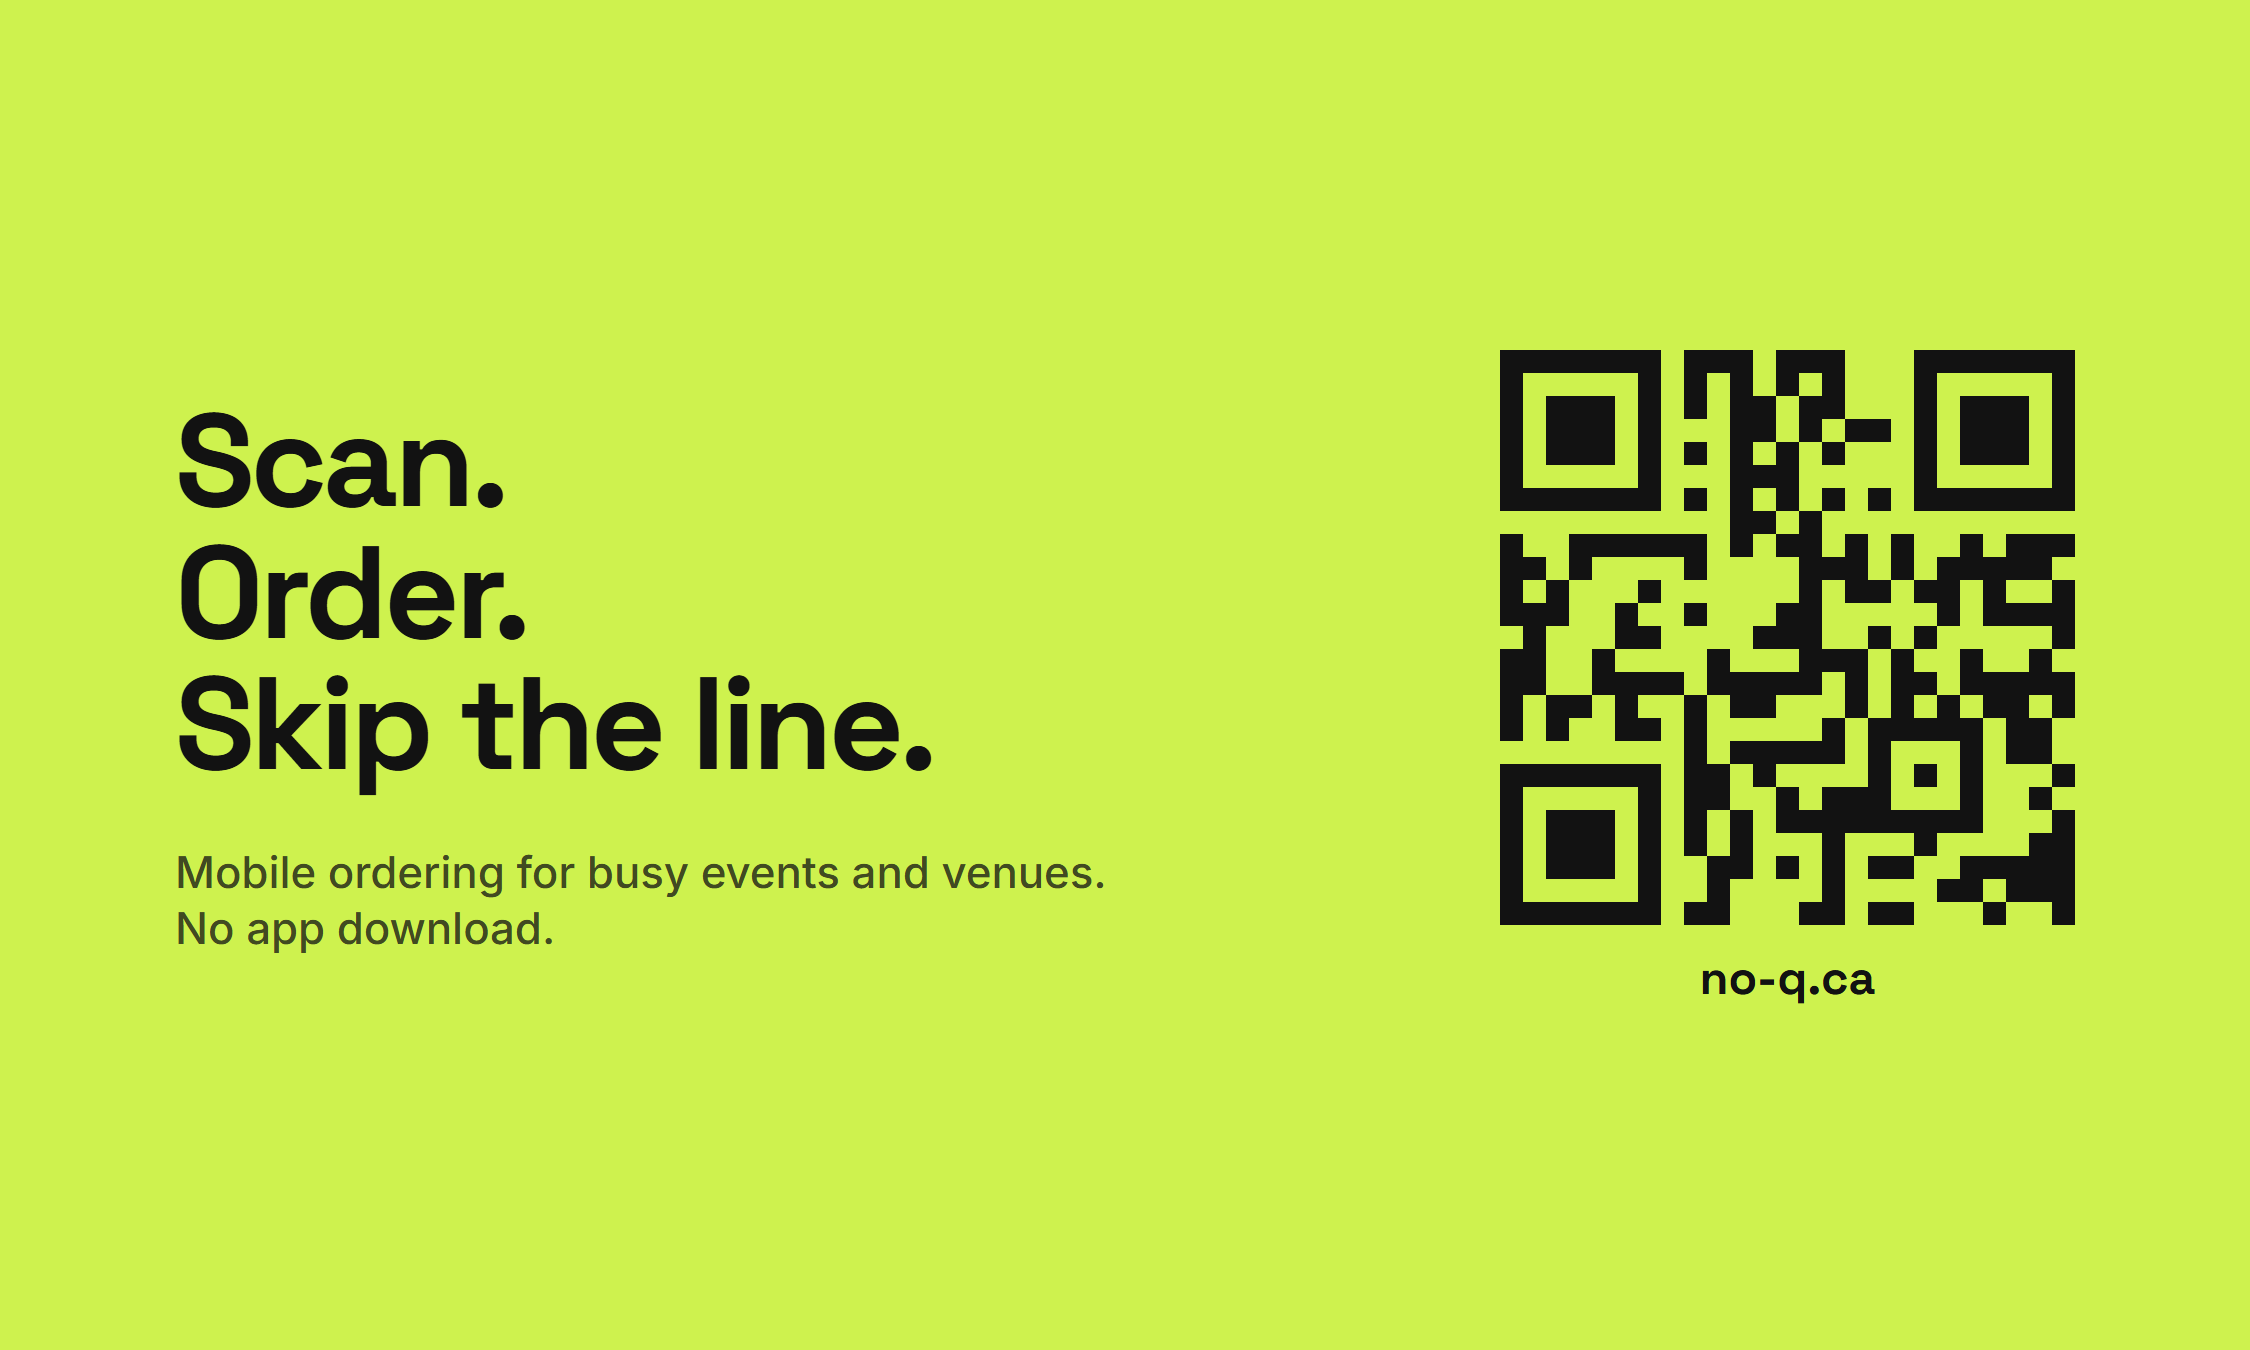 Scan.
Order.
Skip the line.
Mobile ordering for busy events and venues.
No app download.
no-q.ca